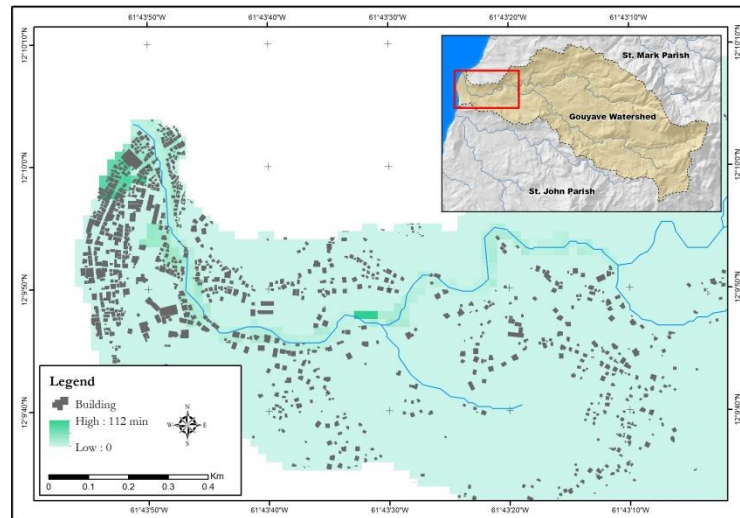 61°43'50"W 61°43'40"W 61°43'30"W 61°43'20"W 61°43'10"W
12°10'10"N
12°10'0"N
12°9'50"N
12°9'40"N
St. Mark Parish
Gouyave Watershed
St. John Parish
Legend
Building
High : 112 min
Low : 0
N
W E
S
Km
0 0.1 0.2 0.3 0.4
12°10'10"N
12°10'0"N
12°9'50"N
12°9'40"N
61°43'50"W 61°43'40"W 61°43'30"W 61°43'20"W 61°43'10"W